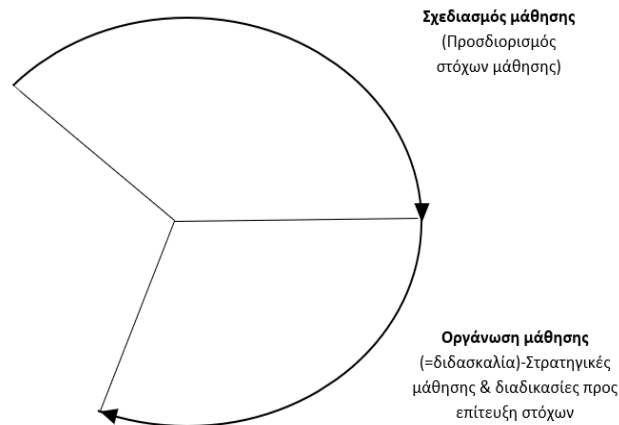 Σχεδιασμός μάθησης
(Προσδιορισμός
στόχων μάθησης)
Οργάνωση μάθησης
(=διδασκαλία)-Στρατηγικές
μάθησης & διαδικασίες προς
επίτευξη στόχων